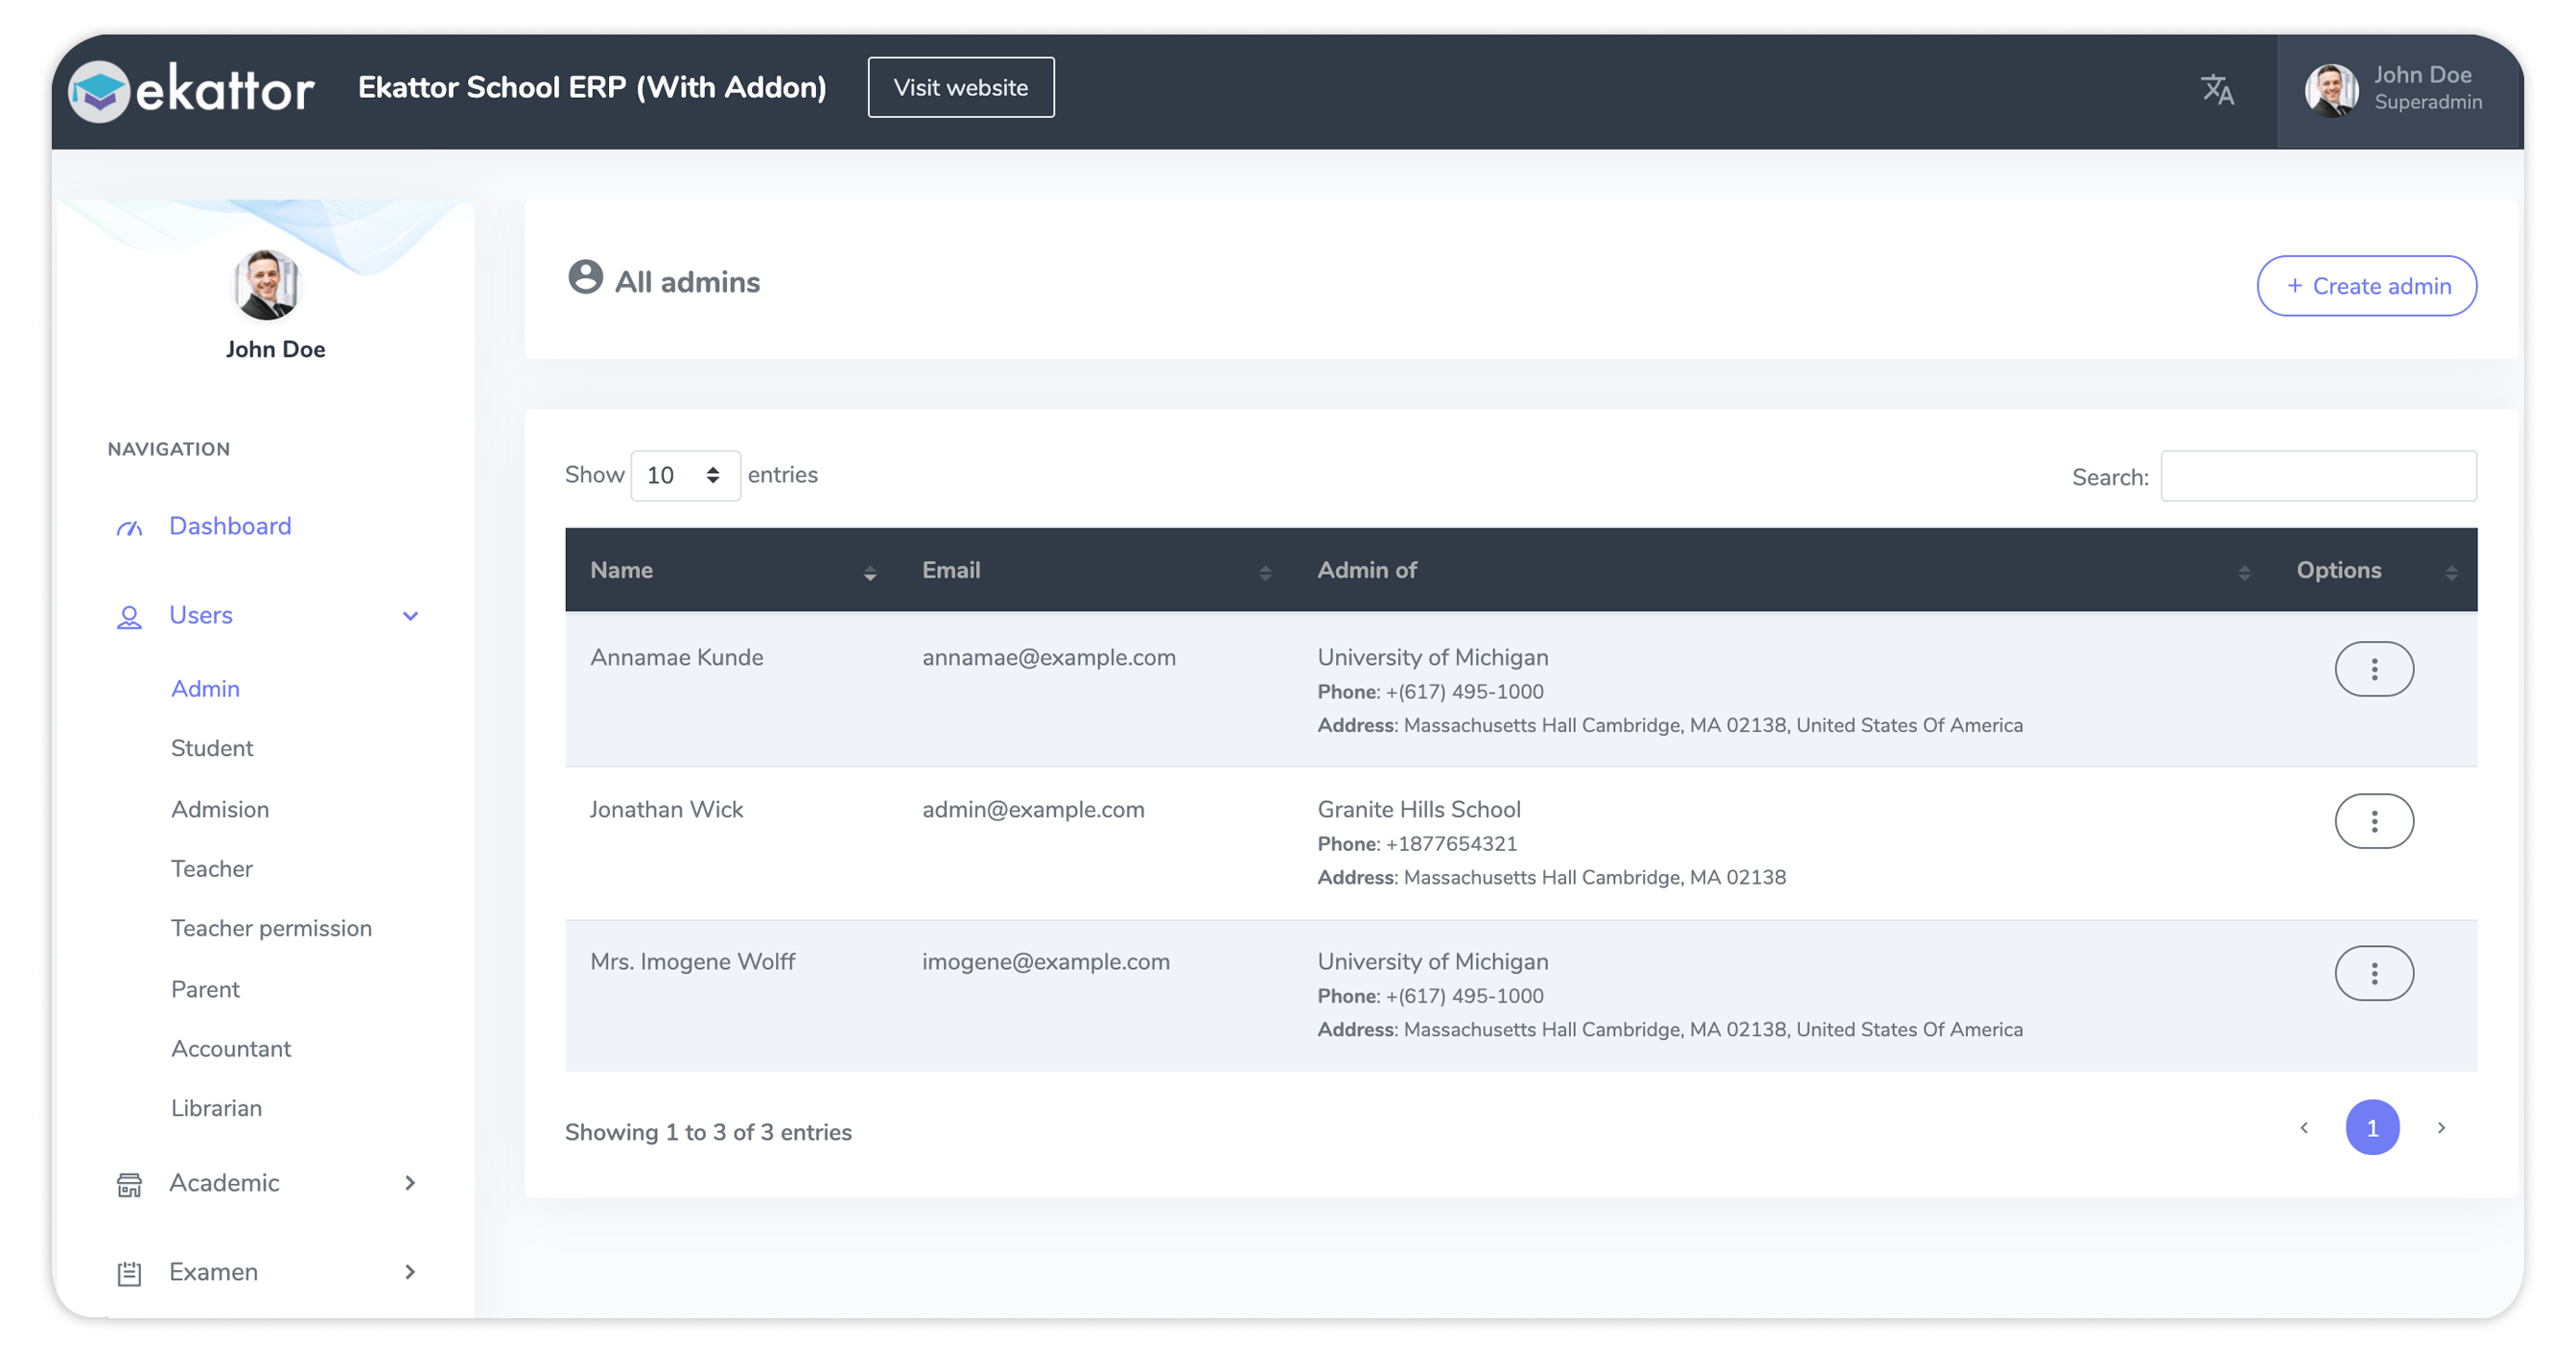 ekattor
Ekattor School ERP (With Addon)
Visit website
John Doe
Superadmin
John Doe
NAVIGATION
Dashboard
Users
Admin
Student
Admision
Teacher
Teacher permission
Parent
Accountant
Librarian
Academic
Examen
All admins
+ Create admin
Show 10 entries
Search:
Name Email Admin of Options
Annamae Kunde annamae@example.com University of Michigan
Phone: +(617) 495-1000
Address: Massachusetts Hall Cambridge, MA 02138, United States Of America
Jonathan Wick admin@example.com Granite Hills School
Phone: +1877654321
Address: Massachusetts Hall Cambridge, MA 02138
Mrs. Imogene Wolff imogene@example.com University of Michigan
Phone: +(617) 495-1000
Address: Massachusetts Hall Cambridge, MA 02138, United States Of America
Showing 1 to 3 of 3 entries
1